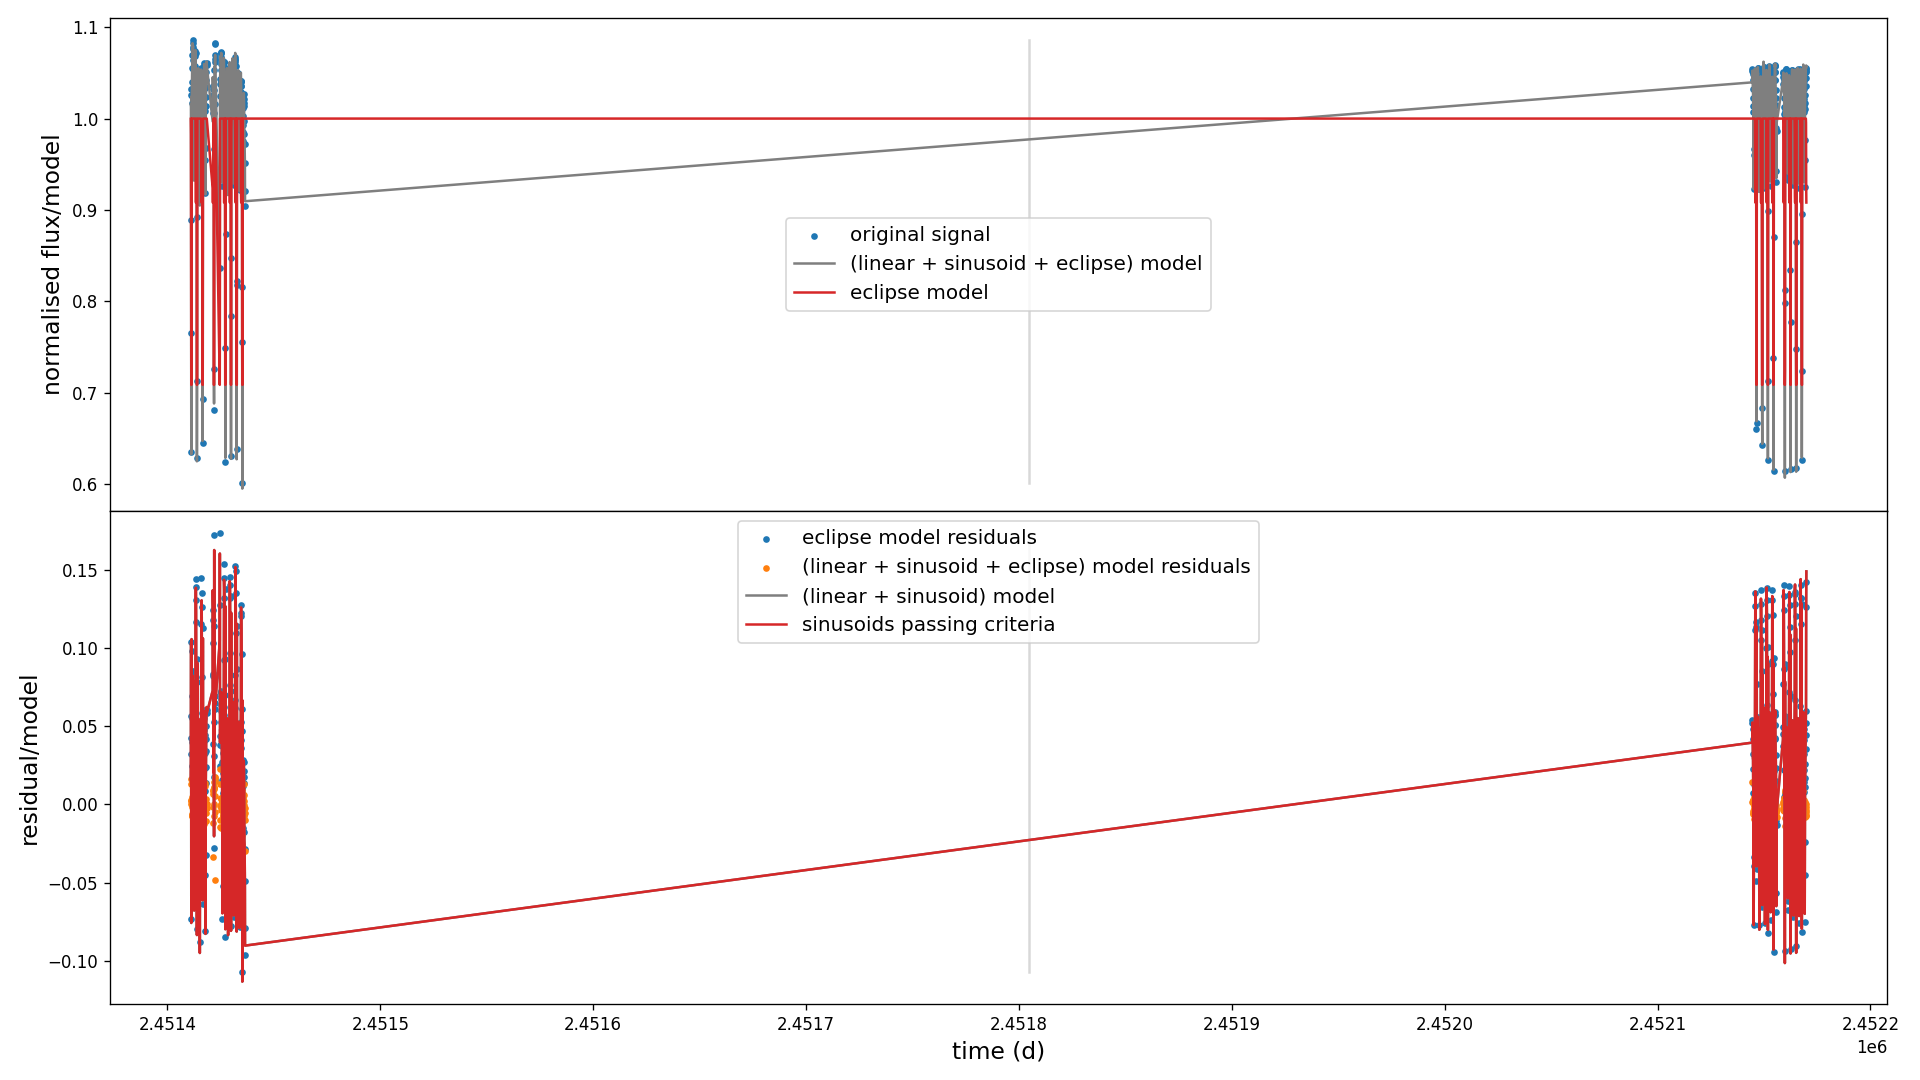 1.1
1.0
0.9
0.8
0.7
0.6
normalised flux/model
original signal
(linear + sinusoid + eclipse) model
eclipse model
0.15
0.10
0.05
0.00
−0.05
−0.10
residual/model
eclipse model residuals
(linear + sinusoid + eclipse) model residuals
(linear + sinusoid) model
sinusoids passing criteria
2.4514 2.4515 2.4516 2.4517 2.4518 2.4519 2.4520 2.4521 2.4522
1e6
time (d)